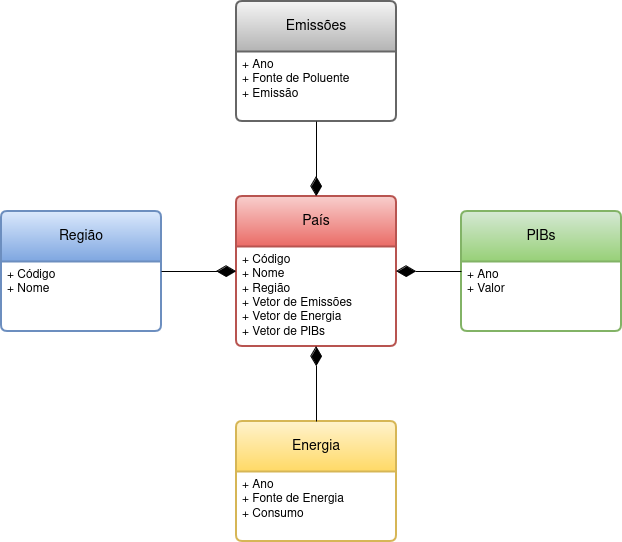 Emissões
+ Ano
+ Fonte de Poluente
+ Emissão
Região
+ Código
+ Nome
País
+ Código
+ Nome
+ Região
+ Vetor de Emissões
+ Vetor de Energia
+ Vetor de PIBs
PIBs
+ Ano
+ Valor
Energia
+ Ano
+ Fonte de Energia
+ Consumo